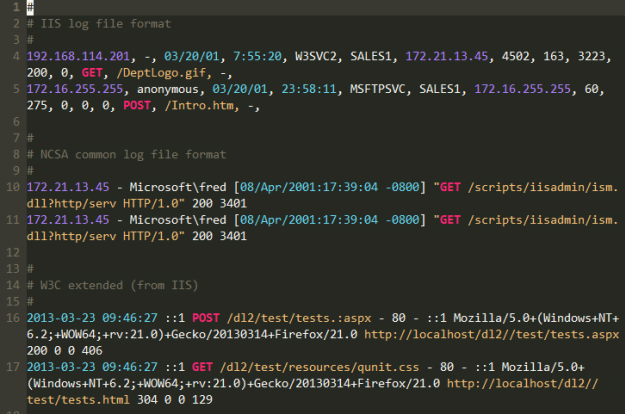 1 #
2 # IIS log file format
3 #
4 192.168.114.201, -, 03/20/01, 7:55:20, W3SVC2, SALES1, 172.21.13.45, 4502, 163, 3223,
200, 0, GET, /DeptLogo.gif, -,
5 172.16.255.255, anonymous, 03/20/01, 23:58:11, MSFTPSVC, SALES1, 172.16.255.255, 60,
275, 0, 0, 0, POST, /Intro.htm, -,
6
7 #
8 # NCSA common log file format
9 #
10 172.21.13.45 - Microsoft\fred [08/Apr/2001:17:39:04 -0800] "GET /scripts/iisadmin/ism.
dll?http/serv HTTP/1.0" 200 3401
11 172.21.13.45 - Microsoft\fred [08/Apr/2001:17:39:04 -0800] "GET /scripts/iisadmin/ism.
dll?http/serv HTTP/1.0" 200 3401
12
13 #
14 # W3C extended (from IIS)
15 #
16 2013-03-23 09:46:27 ::1 POST /dl2/test/tests.:aspx - 80 - ::1 Mozilla/5.0+(Windows+NT+
6.2;+WOW64;+rv:21.0)+Gecko/20130314+Firefox/21.0 http://localhost/dl2//test/tests.aspx
200 0 0 406
17 2013-03-23 09:46:27 ::1 GET /dl2/test/resources/qunit.css - 80 - ::1 Mozilla/5.0+
(Windows+NT+6.2;+WOW64;+rv:21.0)+Gecko/20130314+Firefox/21.0 http://localhost/dl2//
test/tests.html 304 0 0 129